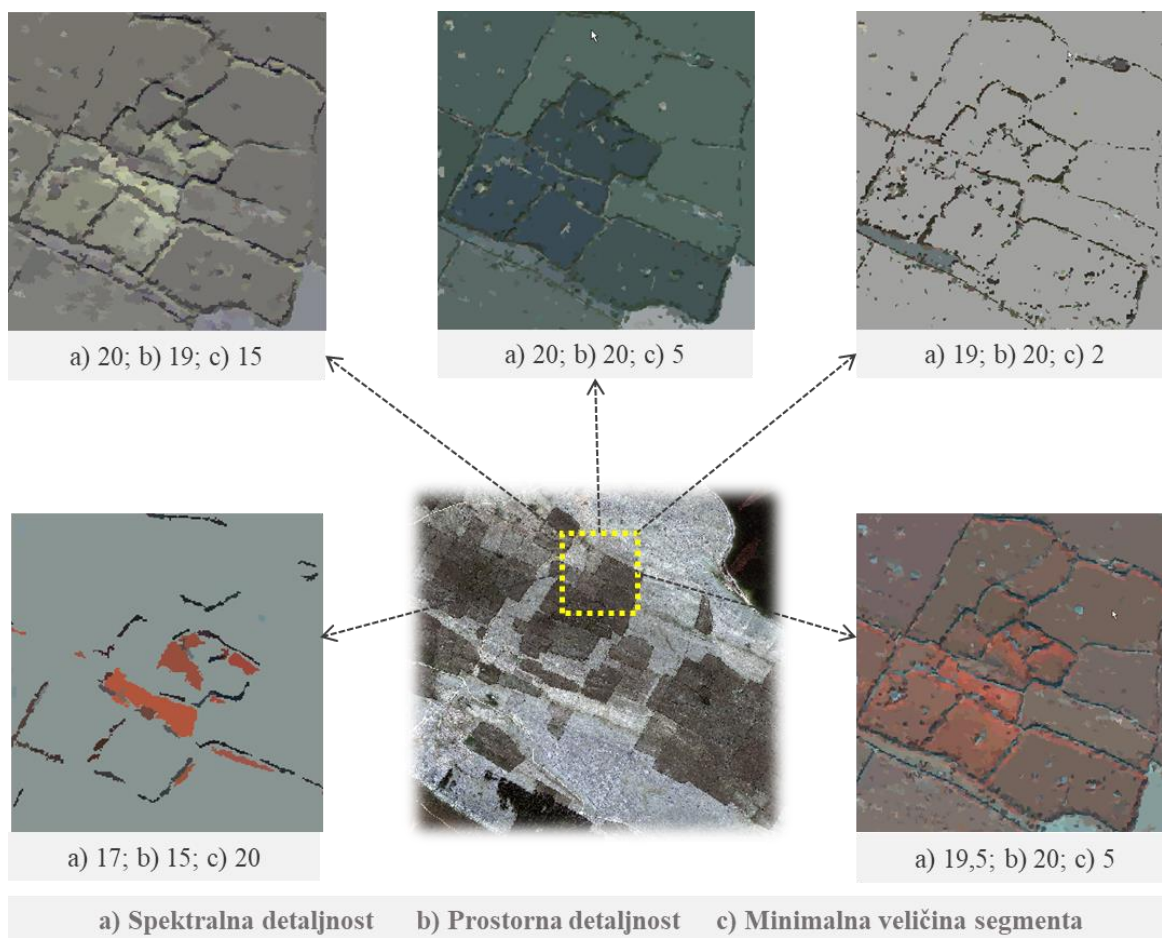 a) 20; b) 19; c) 15
a) 20; b) 20; c) 5
a) 19; b) 20; c) 2
a) 17; b) 15; c) 20
a) 19,5; b) 20; c) 5
a) Spektralna detaljnost b) Prostorna detaljnost c) Minimalna veličina segmenta